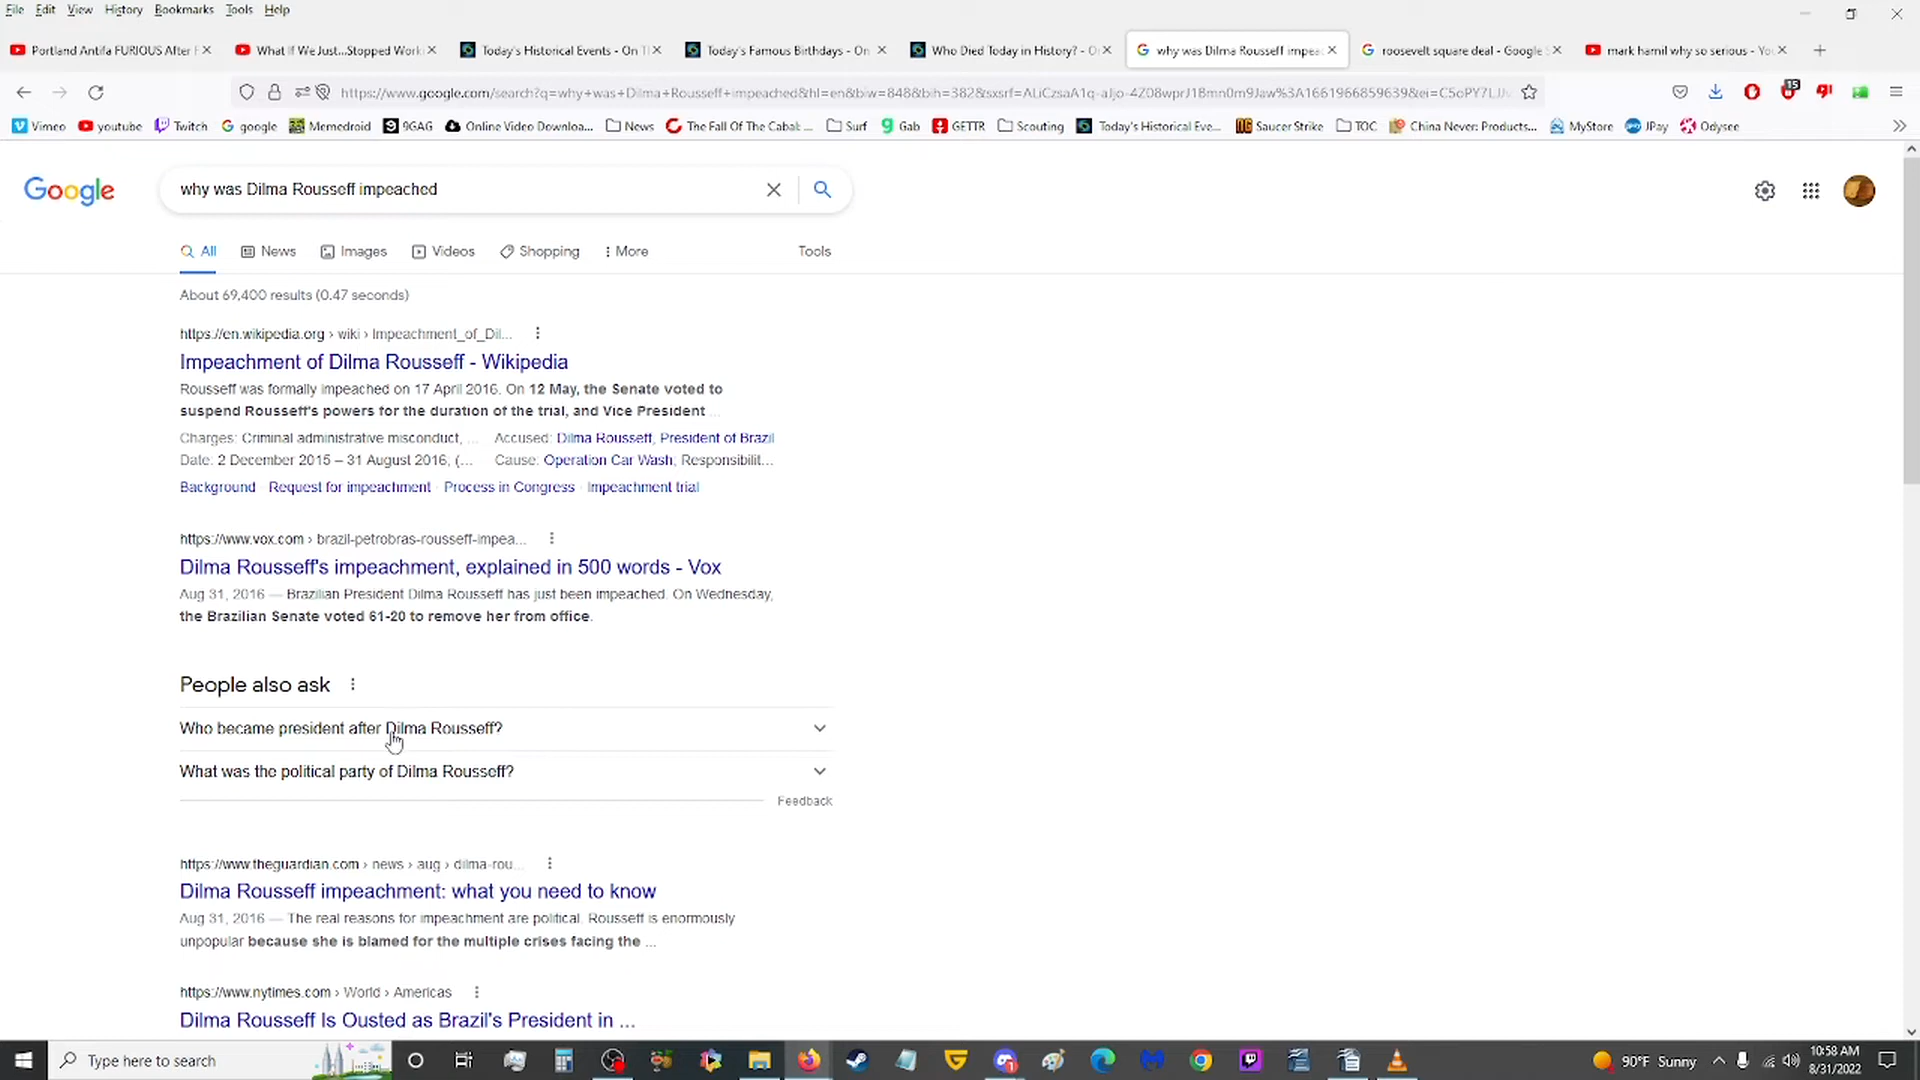 File Edit View History Bookmarks Tools Help
Portland Antifa FURIOUS After
What If We Just...Stopped Work
Today's Historical Events - On T
Today's Famous Birthdays - On
Who Died Today in History? - O
why was Dilma Rousseff impea
roosevelt square deal - Google
mark hamil why so serious - Yo
15
Vimeo youtube Twitch google Memedroid 9GAG Online Video Downloa... News The Fall Of The Cabal ... Surf Gab GETTR Scouting Today's Historical Eve... Saucer Strike TOC China Never: Products... MyStore JPay Odysee
Google
why was Dilma Rousseff impeached
All News Images Videos Shopping More Tools
About 69,400 results (0.47 seconds)
https://en.wikipedia.org › wiki › Impeachment_of_Dil...
Impeachment of Dilma Rousseff - Wikipedia
Rousseff was formally impeached on 17 April 2016. On 12 May, the Senate voted to
suspend Rousseff's powers for the duration of the trial, and Vice President ...
Charges: Criminal administrative misconduct, ... Accused: Dilma Rousseff, President of Brazil
Date: 2 December 2015 – 31 August 2016; (... Cause: Operation Car Wash; Responsibilit...
Background · Request for impeachment · Process in Congress · Impeachment trial
https://www.vox.com › brazil-petrobras-rousseff-impea...
Dilma Rousseff's impeachment, explained in 500 words - Vox
Aug 31, 2016 — Brazilian President Dilma Rousseff has just been impeached. On Wednesday,
the Brazilian Senate voted 61-20 to remove her from office.
People also ask
Who became president after Dilma Rousseff?
What was the political party of Dilma Rousseff?
Feedback
https://www.theguardian.com › news › aug › dilma-rou...
Dilma Rousseff impeachment: what you need to know
Aug 31, 2016 — The real reasons for impeachment are political. Rousseff is enormously
unpopular because she is blamed for the multiple crises facing the ...
https://www.nytimes.com › World › Americas
Dilma Rousseff Is Ousted as Brazil's President in ...
Type here to search
90°F Sunny
10:58 AM
8/31/2022